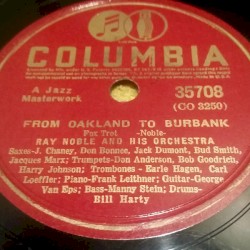 COLUMBIA
A Jazz
Masterwork
35708
(CO 3250)
FROM OAKLAND TO BURBANK
Fox Trot -Noble-
RAY NOBLE AND HIS ORCHESTRA
Saxes-J. Chaney, Don Bonnee, Jack Dumont, Bud Smith,
Jacques Marx; Trumpets-Don Anderson, Bob Goodrich,
Harry Johnson; Trombones- Earle Hagen, Carl
Loeffler; Piano-Frank Leithner; Guitar-George
Van Eps; Bass-Manny Stein; Drums-
Bill Harty